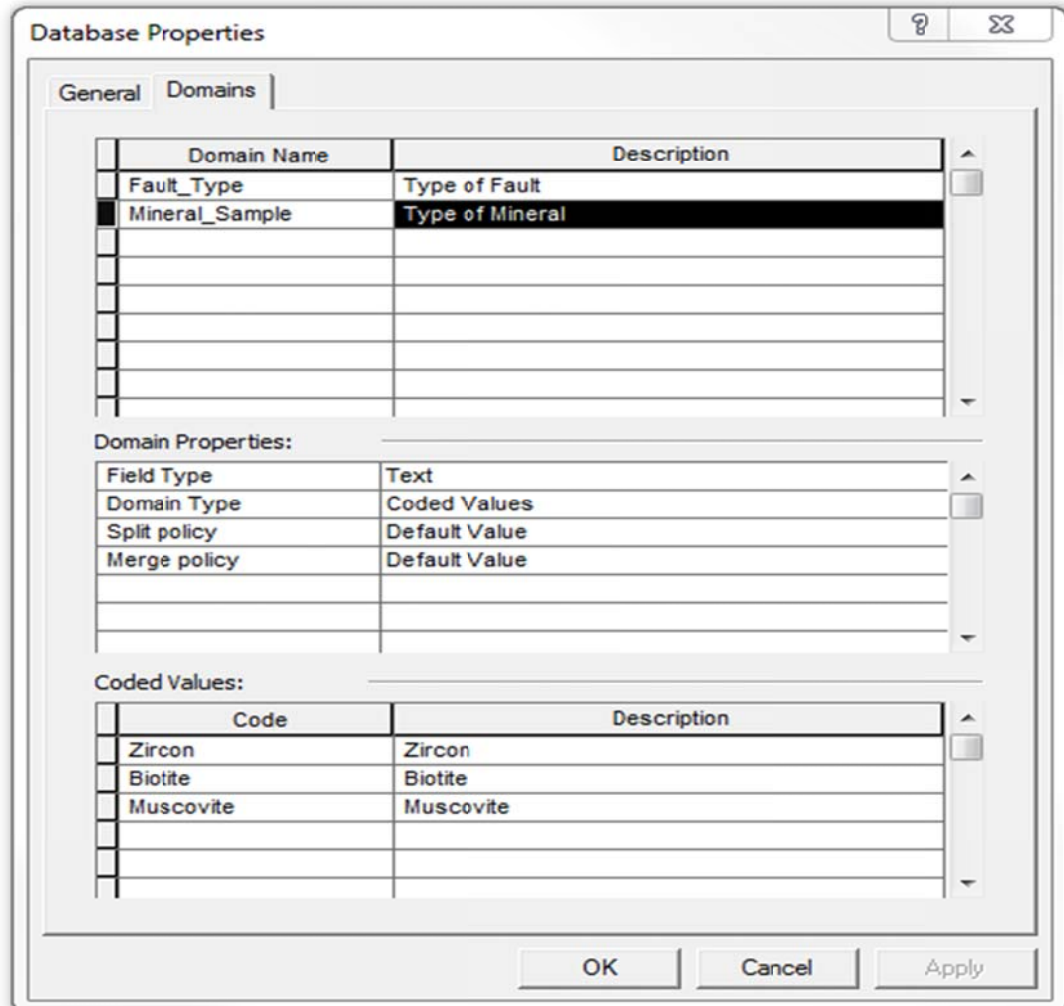 Database Properties
General Domains
Domain Name Description
Fault_Type Type of Fault
Mineral_Sample Type of Mineral
Domain Properties:
Field Type Text
Domain Type Coded Values
Split policy Default Value
Merge policy Default Value
Coded Values:
Code Description
Zircon Zircon
Biotite Biotite
Muscovite Muscovite
OK Cancel Apply